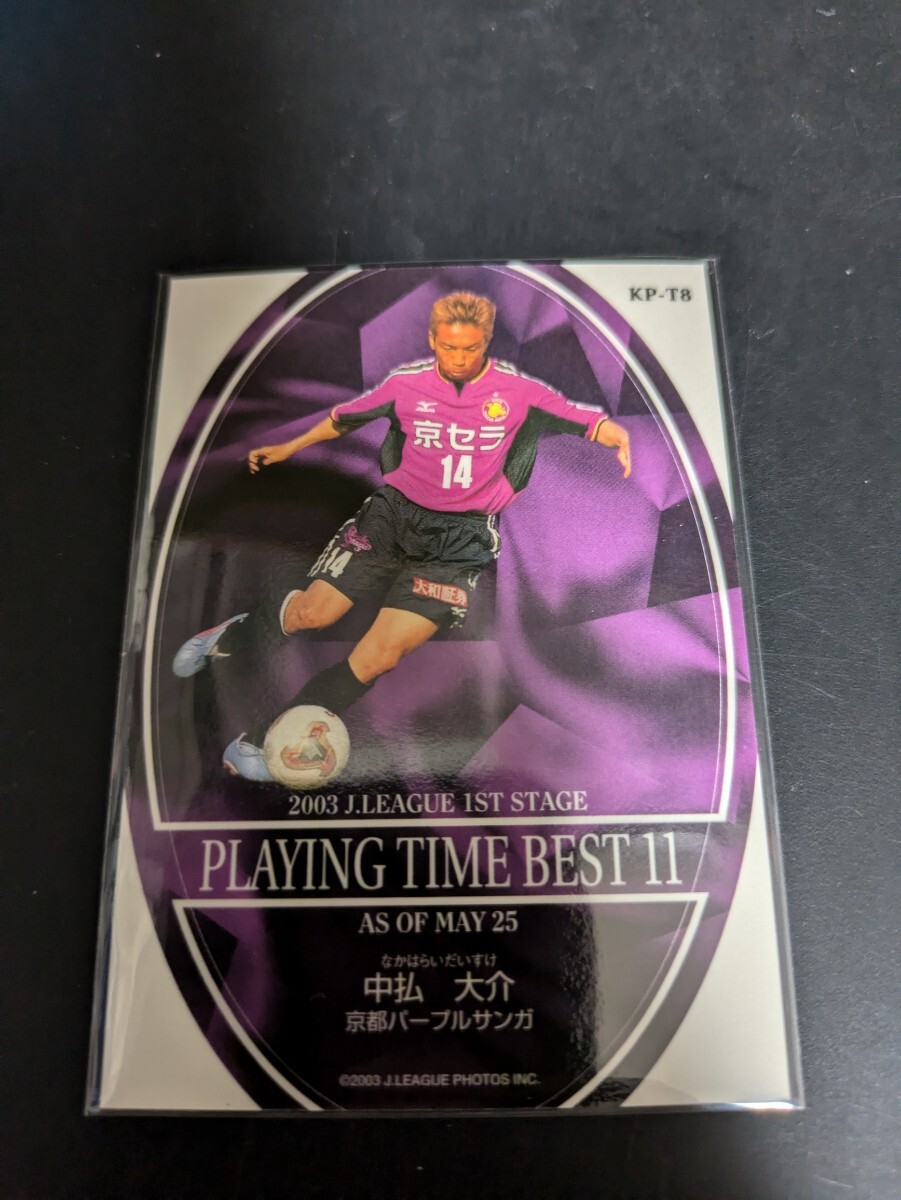 KP-T8
京セラ
14
14
大和証券
2003 J.LEAGUE 1ST STAGE
PLAYING TIME BEST 11
AS OF MAY 25
なかはらいだいすけ
中払 大介
京都パープルサンガ
©2003 J.LEAGUE PHOTOS INC.